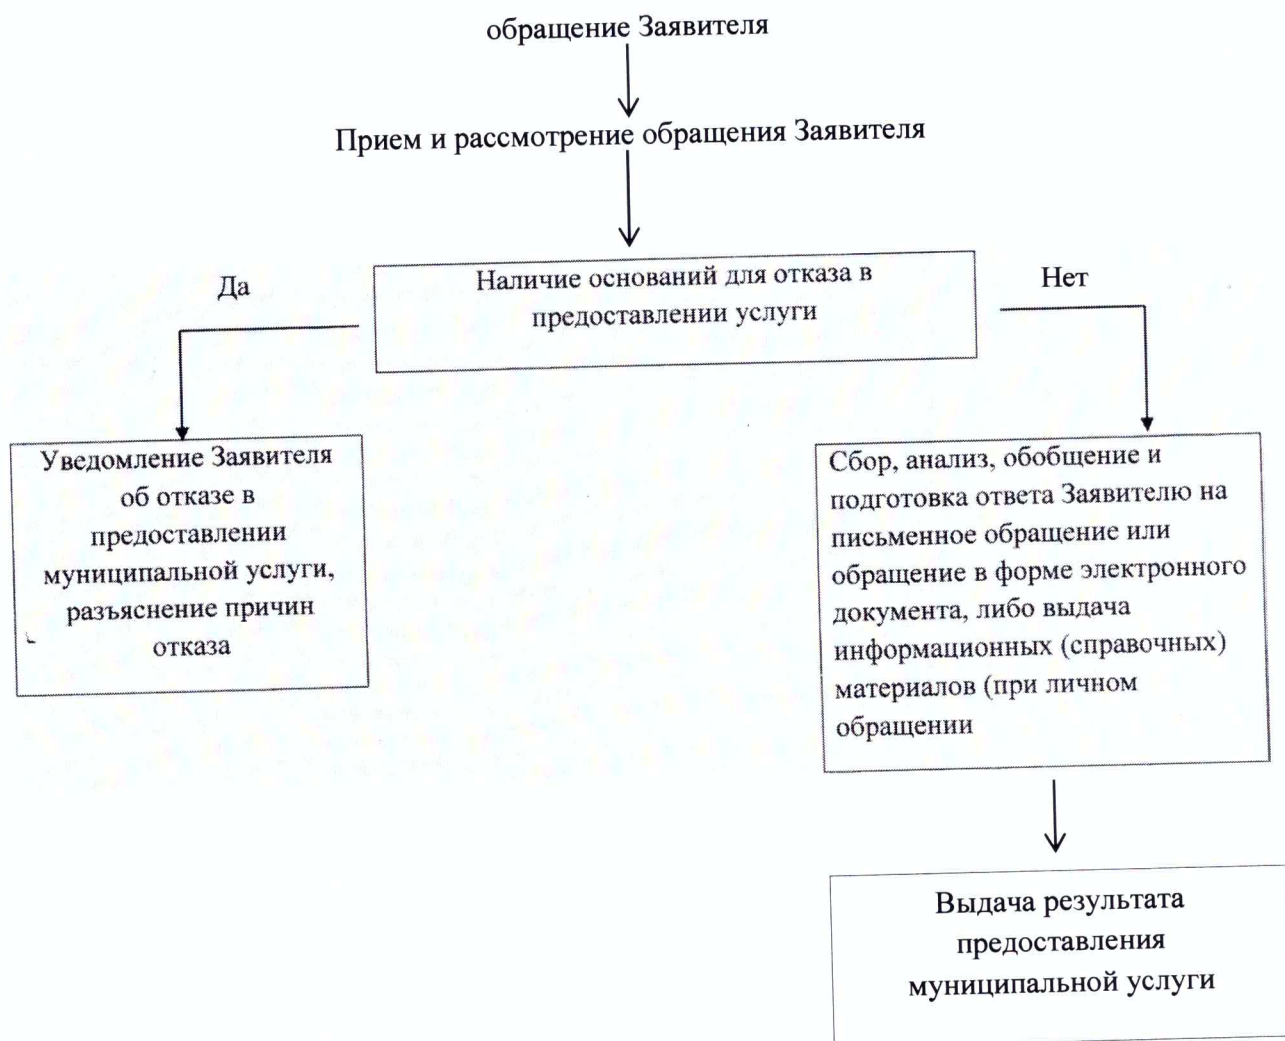 обращение Заявителя
Прием и рассмотрение обращения Заявителя
Да
Наличие оснований для отказа в
предоставлении услуги
Нет
Уведомление Заявителя
об отказе в
предоставлении
муниципальной услуги,
разъяснение причин
отказа
Сбор, анализ, обобщение и
подготовка ответа Заявителю на
письменное обращение или
обращение в форме электронного
документа, либо выдача
информационных (справочных)
материалов (при личном
обращении
Выдача результата
предоставления
муниципальной услуги